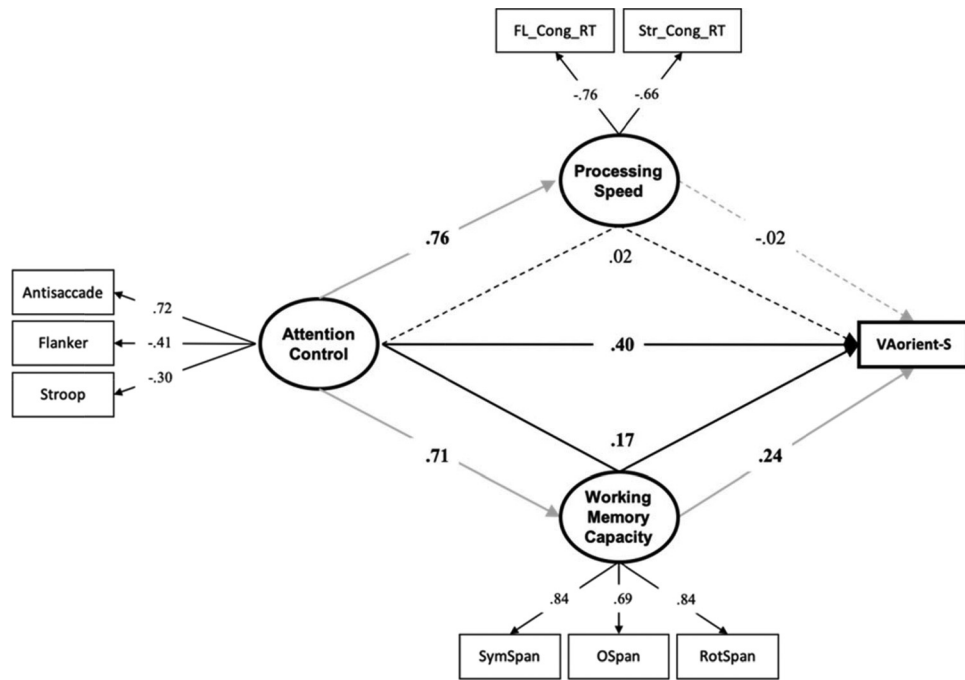 FL_Cong_RT
Str_Cong_RT
-.76
-.66
Processing
Speed
.76
-.02
.02
Antisaccade
.72
Flanker
-.41
Stroop
-.30
Attention
Control
.40
VAorient-S
.71
.17
.24
Working
Memory
Capacity
.84
.69
.84
SymSpan
OSpan
RotSpan